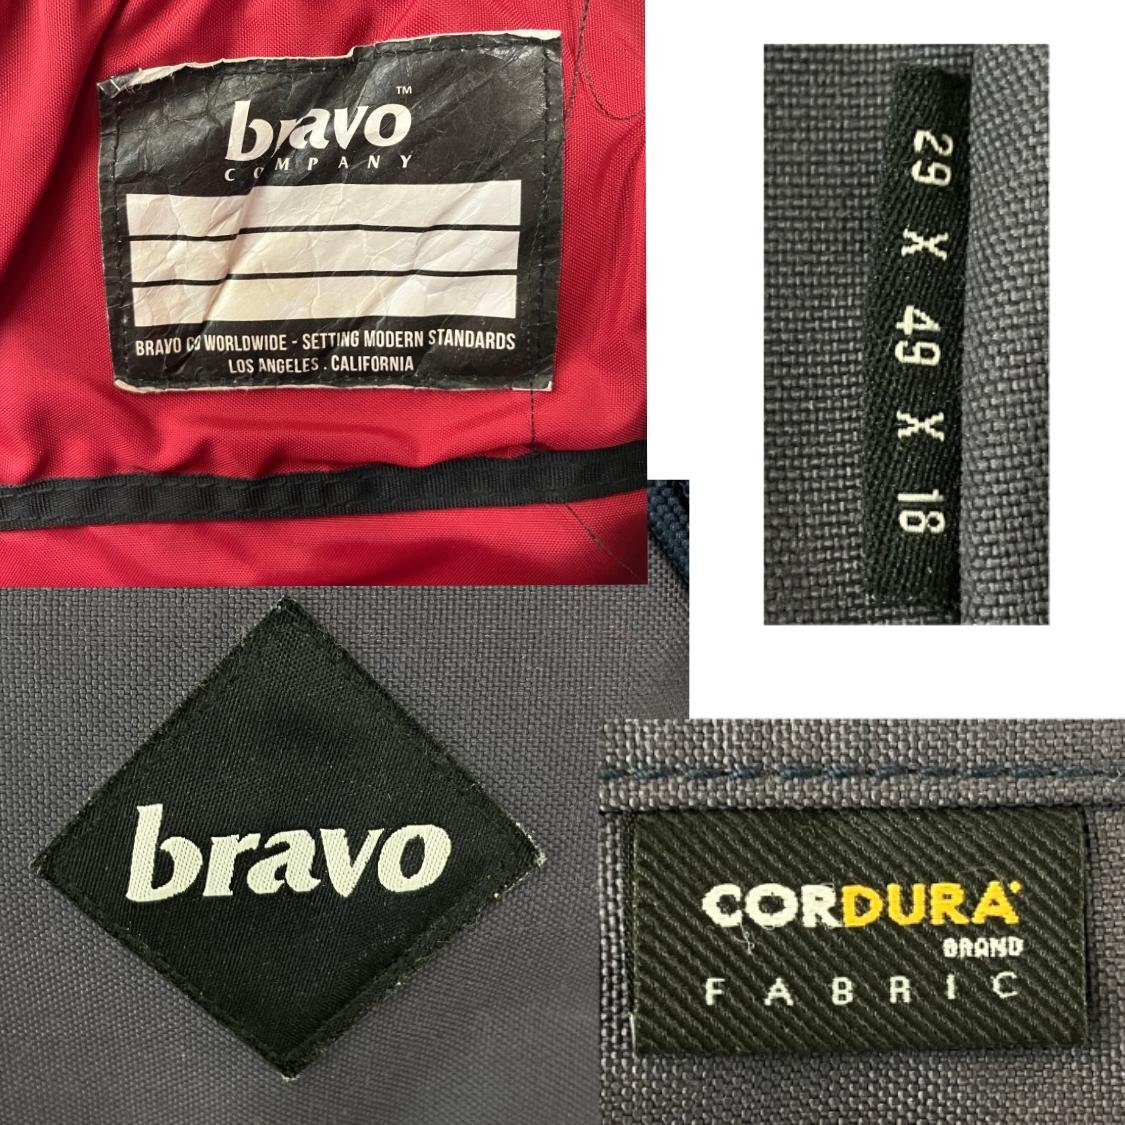 bravo™
COMPANY
BRAVO CO WORLDWIDE - SETTING MODERN STANDARDS
LOS ANGELES . CALIFORNIA
29 X 49 X 18
bravo
CORDURA®
BRAND
FABRIC